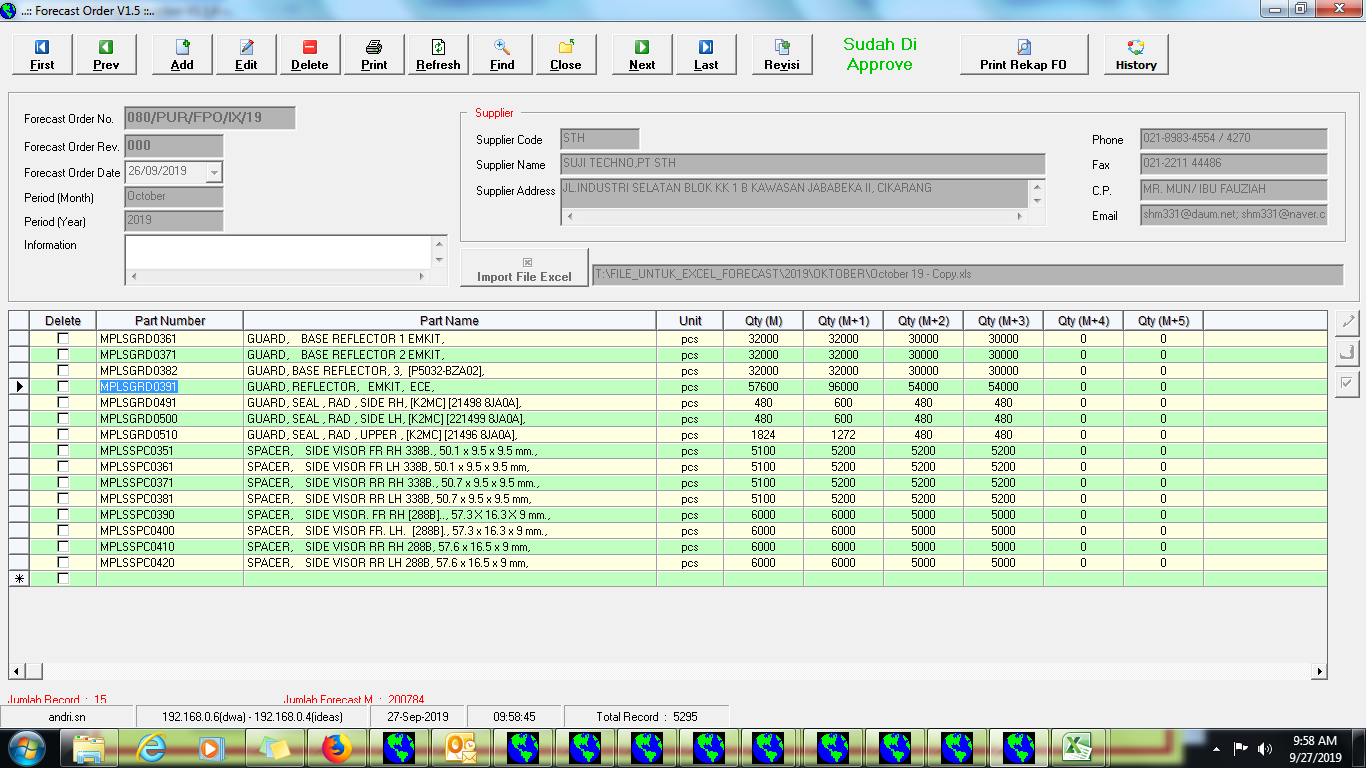 ..:: Forecast Order V1.5 ::..
First Prev Add Edit Delete Print Refresh Find Close Next Last Revisi Sudah Di Approve Print Rekap FO History
Forecast Order No. 080/PUR/FPO/IX/19
Forecast Order Rev. 000
Forecast Order Date 26/09/2019
Period (Month) October
Period (Year) 2019
Information
Supplier
Supplier Code STH
Supplier Name SUJI TECHNO,PT STH
Supplier Address JL.INDUSTRI SELATAN BLOK KK 1 B KAWASAN JABABEKA II, CIKARANG
Phone 021-8983-4554 / 4270
Fax 021-2211 44486
C.P. MR. MUN/ IBU FAUZIAH
Email shm331@daum.net; shm331@naver.c
Import File Excel T:\FILE_UNTUK_EXCEL_FORECAST\2019\OKTOBER\October 19 - Copy.xls
Delete Part Number Part Name Unit Qty (M) Qty (M+1) Qty (M+2) Qty (M+3) Qty (M+4) Qty (M+5)
MPLSGRD0361 GUARD, BASE REFLECTOR 1 EMKIT, pcs 32000 32000 30000 30000 0 0
MPLSGRD0371 GUARD, BASE REFLECTOR 2 EMKIT, pcs 32000 32000 30000 30000 0 0
MPLSGRD0382 GUARD, BASE REFLECTOR, 3, [P5032-BZA02], pcs 32000 32000 30000 30000 0 0
MPLSGRD0391 GUARD, REFLECTOR, EMKIT, ECE, pcs 57600 96000 54000 54000 0 0
MPLSGRD0491 GUARD, SEAL , RAD , SIDE RH, [K2MC] [21498 8JA0A], pcs 480 600 480 480 0 0
MPLSGRD0500 GUARD, SEAL , RAD , SIDE LH, [K2MC] [221499 8JA0A], pcs 480 600 480 480 0 0
MPLSGRD0510 GUARD, SEAL , RAD , UPPER , [K2MC] [21496 8JA0A], pcs 1824 1272 480 480 0 0
MPLSSPC0351 SPACER, SIDE VISOR FR RH 338B., 50.1 x 9.5 x 9.5 mm., pcs 5100 5200 5200 5200 0 0
MPLSSPC0361 SPACER, SIDE VISOR FR LH 338B, 50.1 x 9.5 x 9.5 mm, pcs 5100 5200 5200 5200 0 0
MPLSSPC0371 SPACER, SIDE VISOR RR RH 338B., 50.7 x 9.5 x 9.5 mm, pcs 5100 5200 5200 5200 0 0
MPLSSPC0381 SPACER, SIDE VISOR RR LH 338B, 50.7 x 9.5 x 9.5 mm, pcs 5100 5200 5200 5200 0 0
MPLSSPC0390 SPACER, SIDE VISOR. FR RH [288B].., 57.3 X 16.3 X 9 mm., pcs 6000 6000 5000 5000 0 0
MPLSSPC0400 SPACER, SIDE VISOR FR. LH. [288B]., 57.3 x 16.3 x 9 mm., pcs 6000 6000 5000 5000 0 0
MPLSSPC0410 SPACER, SIDE VISOR RR RH 288B, 57.6 x 16.5 x 9 mm, pcs 6000 6000 5000 5000 0 0
MPLSSPC0420 SPACER, SIDE VISOR RR LH 288B, 57.6 x 16.5 x 9 mm, pcs 6000 6000 5000 5000 0 0
Jumlah Record : 15 Jumlah Forecast M : 200784
andri.sn 192.168.0.6(dwa) - 192.168.0.4(ideas) 27-Sep-2019 09:58:45 Total Record : 5295
9:58 AM
9/27/2019